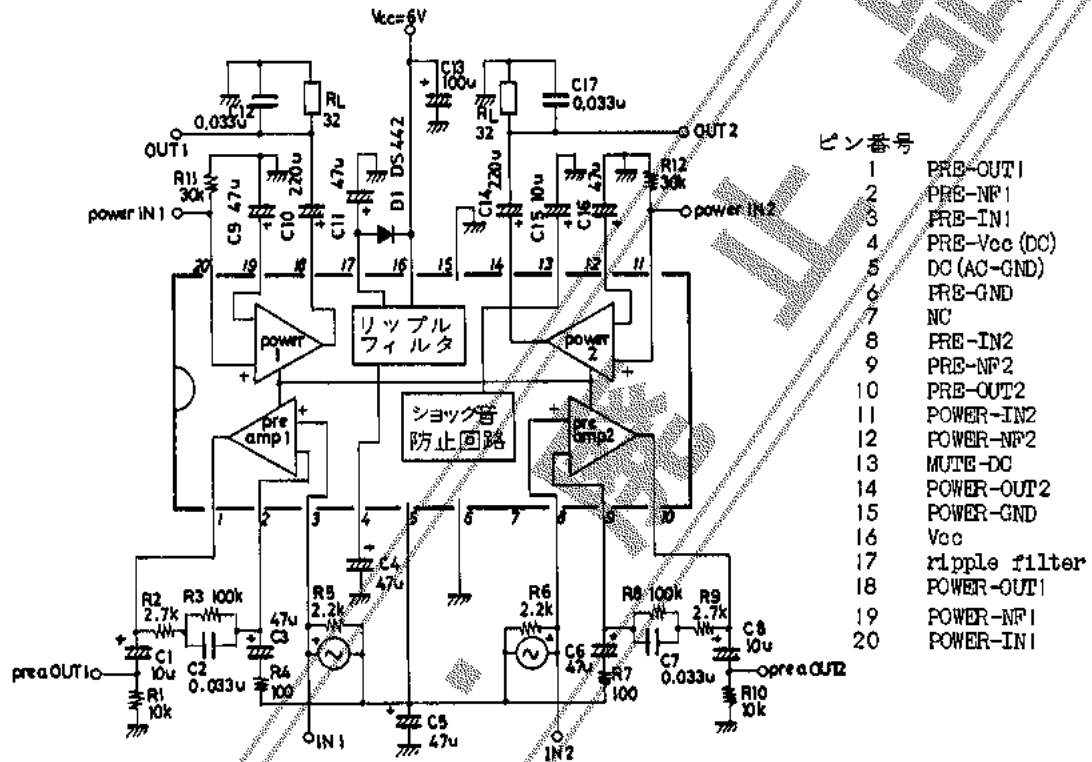 Vcc=6V
C13
100u
C12
0.033u
RL
32
RL
32
C17
0.033u
OUT1
OUT2
R11
30k
C9 47u
C10 220u
C11 47u
D1 DS442
C14 220u
C15 10u
C16 47u
R12
30k
power IN1
power IN2
20 19 18 17 16 15 14 13 12 11
power
1
リップル
フィルタ
power
2
pre
amp1
ショック音
防止回路
pre
amp2
1 2 3 4 5 6 7 8 9 10
C4
47u
R2
2.7k
R3 100k
C2
0.033u
47u
C3
R4
100
R5
2.2k
R6
2.2k
C6
47u
R7
100
R8 100k
C7
0.033u
R9
2.7k
C8
10u
C1
10u
preaOUT1
R1
10k
preaOUT2
R10
10k
IN1
C5
47u
IN2
ピン番号
1 PRE-OUT1
2 PRE-NF1
3 PRE-IN1
4 PRE-Vcc(DC)
5 DC(AC-GND)
6 PRE-GND
7 NC
8 PRE-IN2
9 PRE-NF2
10 PRE-OUT2
11 POWER-IN2
12 POWER-NF2
13 MUTE-DC
14 POWER-OUT2
15 POWER-GND
16 Vcc
17 ripple filter
18 POWER-OUT1
19 POWER-NF1
20 POWER-IN1